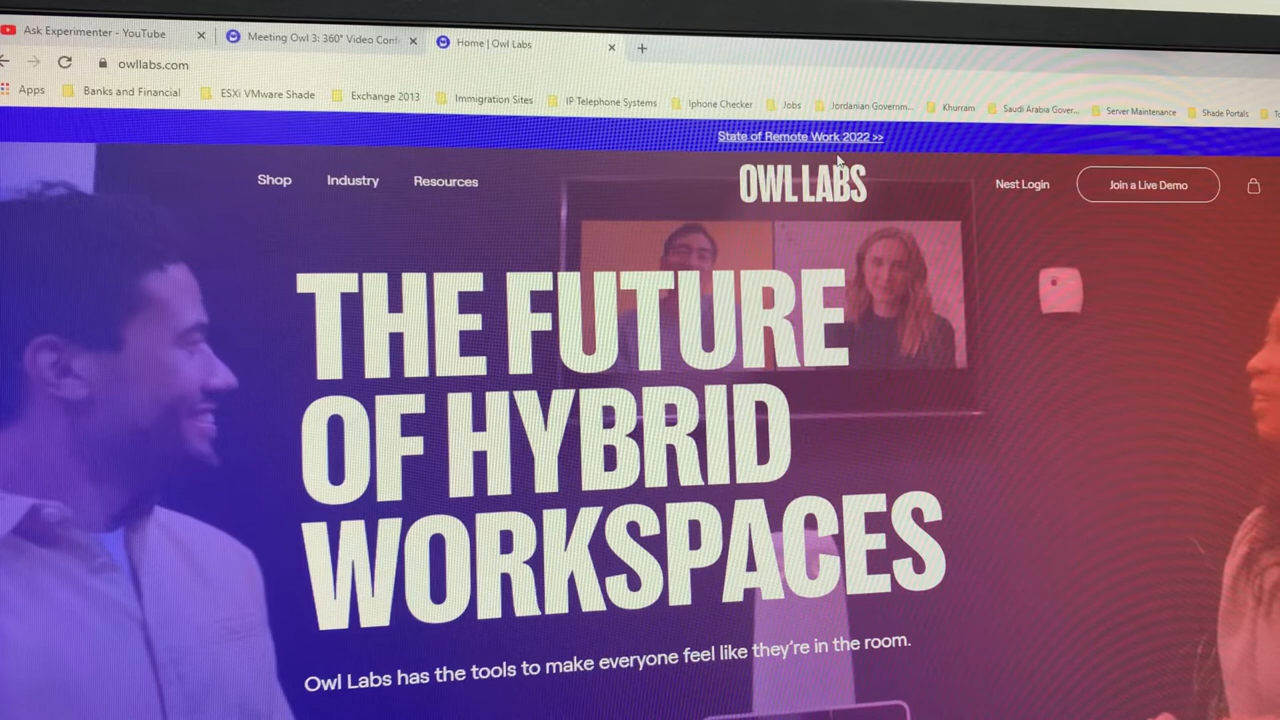 Ask Experimenter - YouTube
Meeting Owl 3: 360° Video Conf
Home | Owl Labs
owllabs.com
Apps
Banks and Financial
ESXi VMware Shade
Exchange 2013
Immigration Sites
IP Telephone Systems
Iphone Checker
Jobs
Jordanian Governm...
Khurram
Saudi Arabia Gover...
Server Maintenance
Shade Portals
State of Remote Work 2022 >>
Shop
Industry
Resources
OWL LABS
Nest Login
Join a Live Demo
THE FUTURE
OF HYBRID
WORKSPACES
Owl Labs has the tools to make everyone feel like they're in the room.